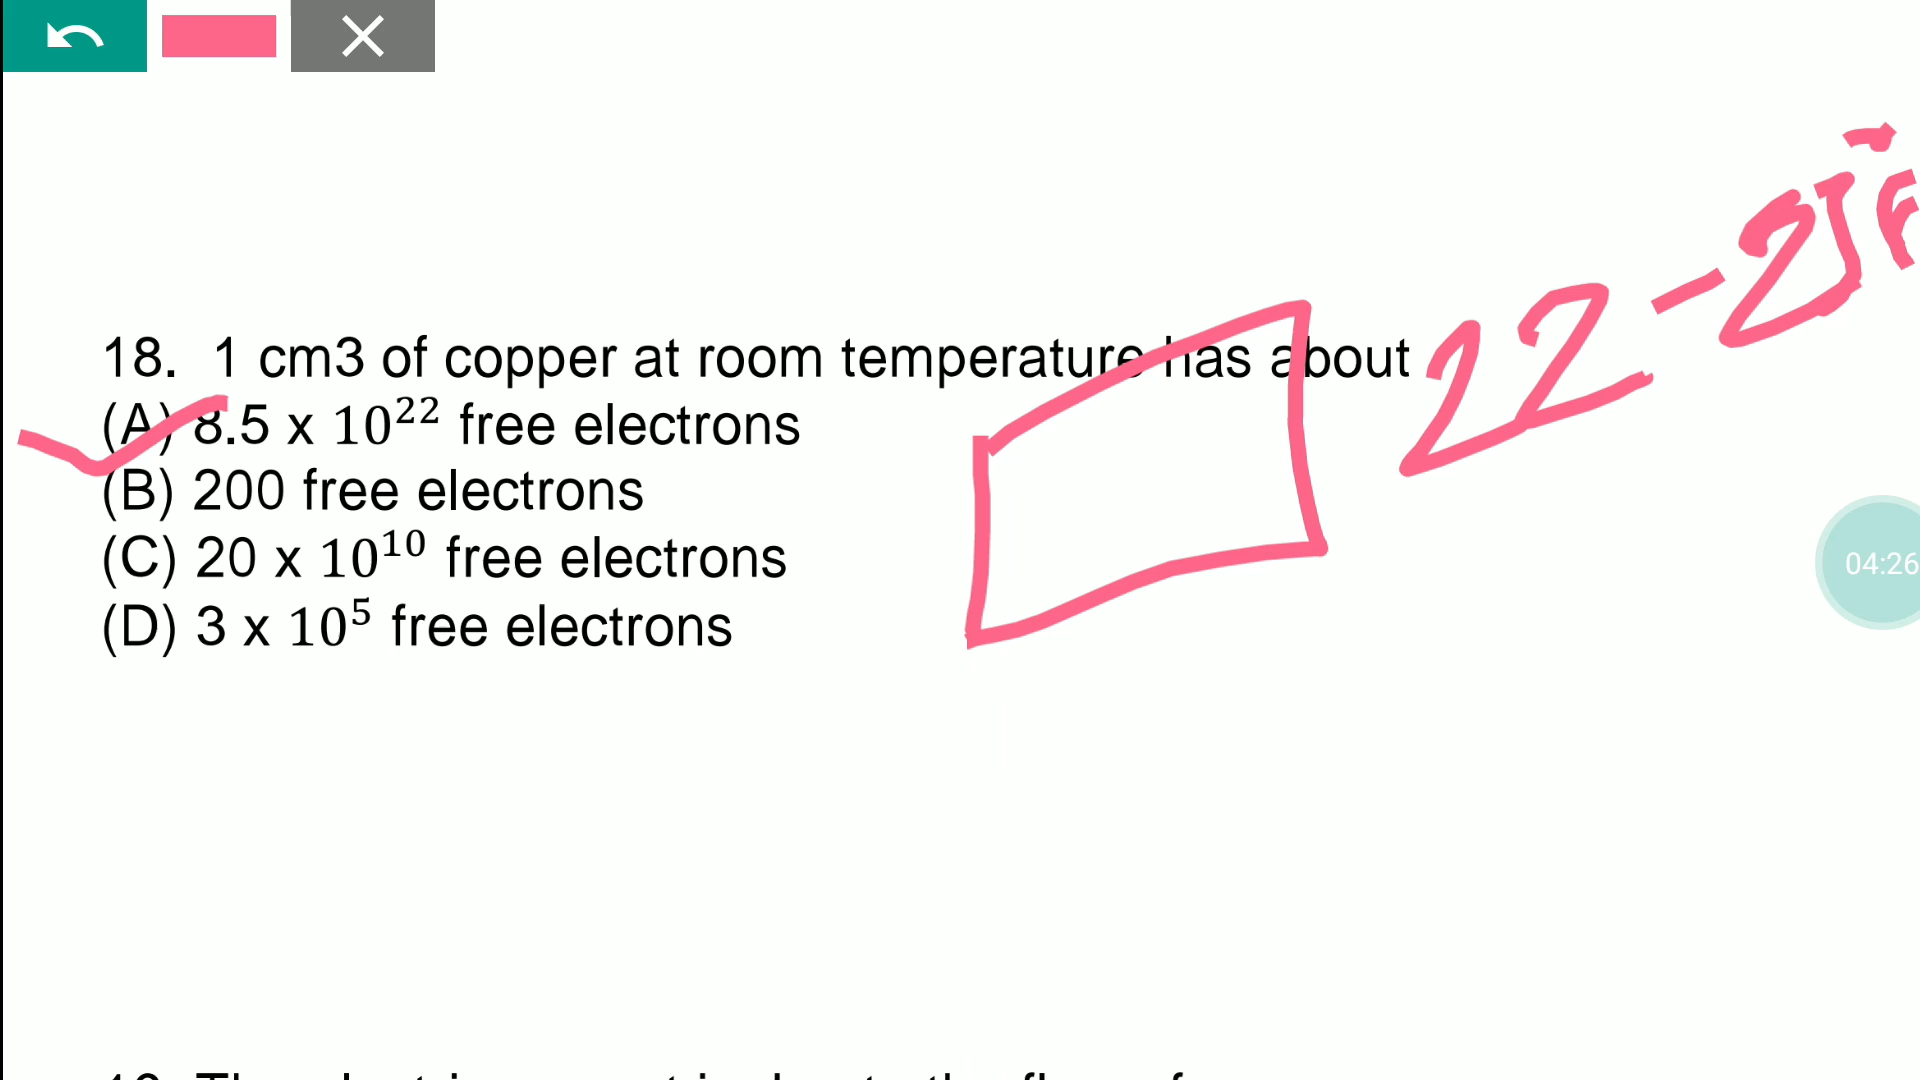 18. 1 cm3 of copper at room temperature has about
(A) 8.5 x 10²² free electrons
(B) 200 free electrons
(C) 20 x 10¹⁰ free electrons
(D) 3 x 10⁵ free electrons
22 - 25
04:26